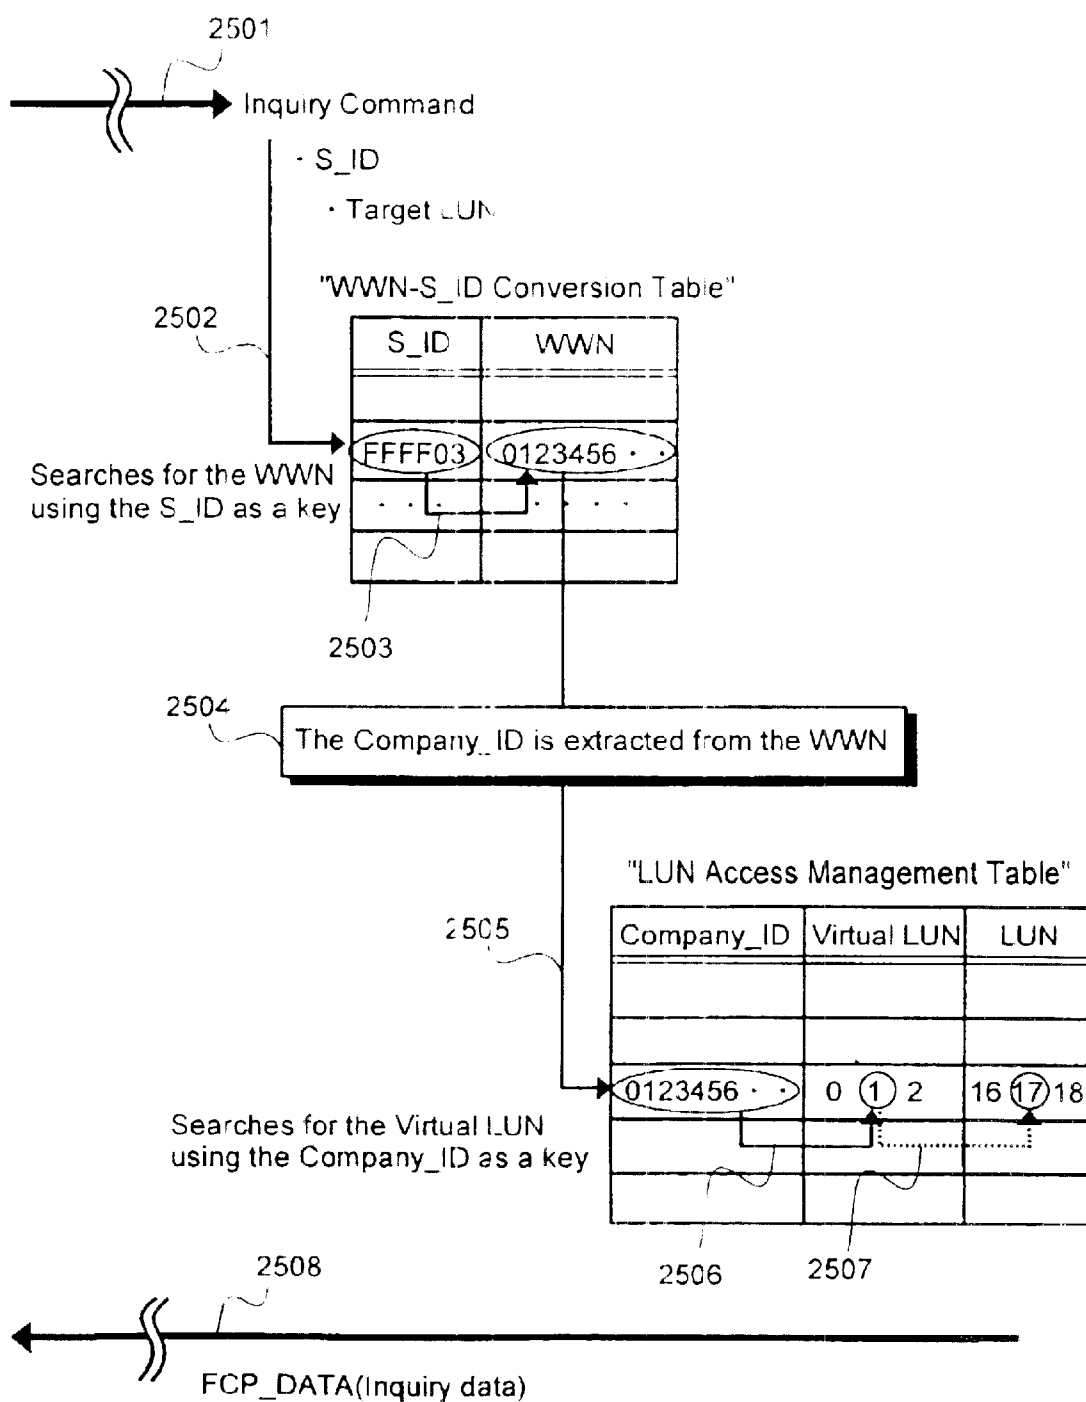 2501
Inquiry Command
· S_ID
· Target LUN
"WWN-S_ID Conversion Table"
2502
S_ID WWN
FFFF03 0123456 · ·
Searches for the WWN
using the S_ID as a key
· · · · · · ·
2503
2504
The Company_ID is extracted from the WWN
"LUN Access Management Table"
2505
Company_ID Virtual LUN LUN
0123456 · · 0 1 2 16 17 18
Searches for the Virtual LUN
using the Company_ID as a key
2506 2507
2508
FCP_DATA(Inquiry data)